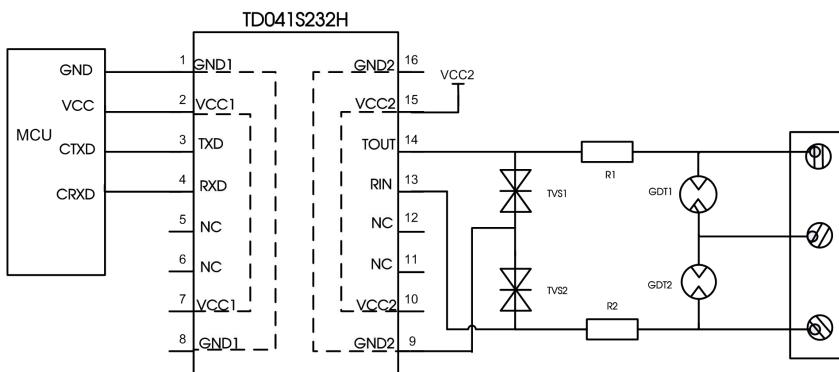 TD041S232H
MCU
GND
VCC
CTXD
CRXD
1
2
3
4
5
6
7
8
GND1
VCC1
TXD
RXD
NC
NC
VCC1
GND1
GND2
VCC2
TOUT
RIN
NC
NC
VCC2
GND2
16
15
14
13
12
11
10
9
VCC2
TVS1
TVS2
R1
R2
GDT1
GDT2